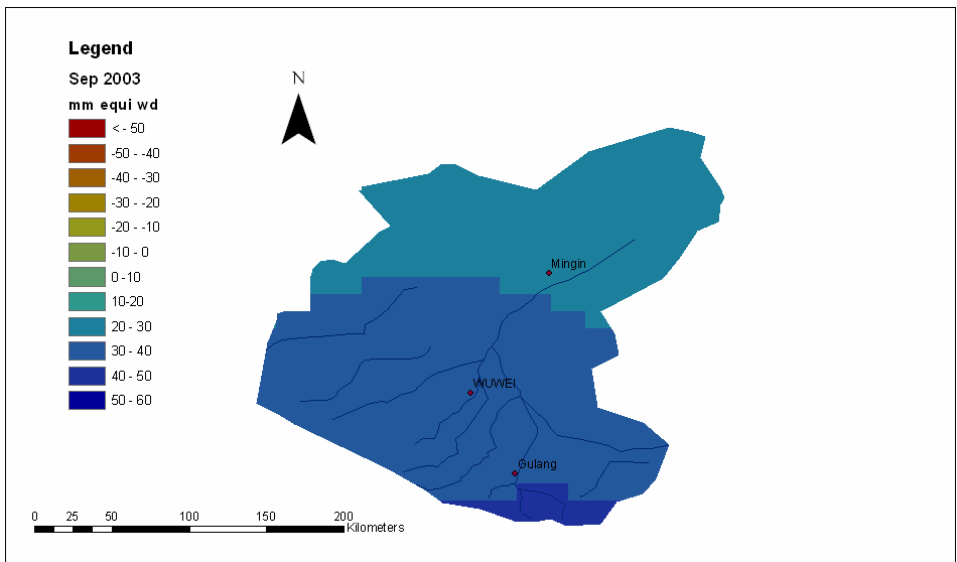 Legend
Sep 2003
mm equi wd
< - 50
-50 - -40
-40 - -30
-30 - -20
-20 - -10
-10 - 0
0 -10
10-20
20 - 30
30 - 40
40 - 50
50 - 60
N
Mingin
WUWEI
Gulang
0 25 50 100 150 200
Kilometers